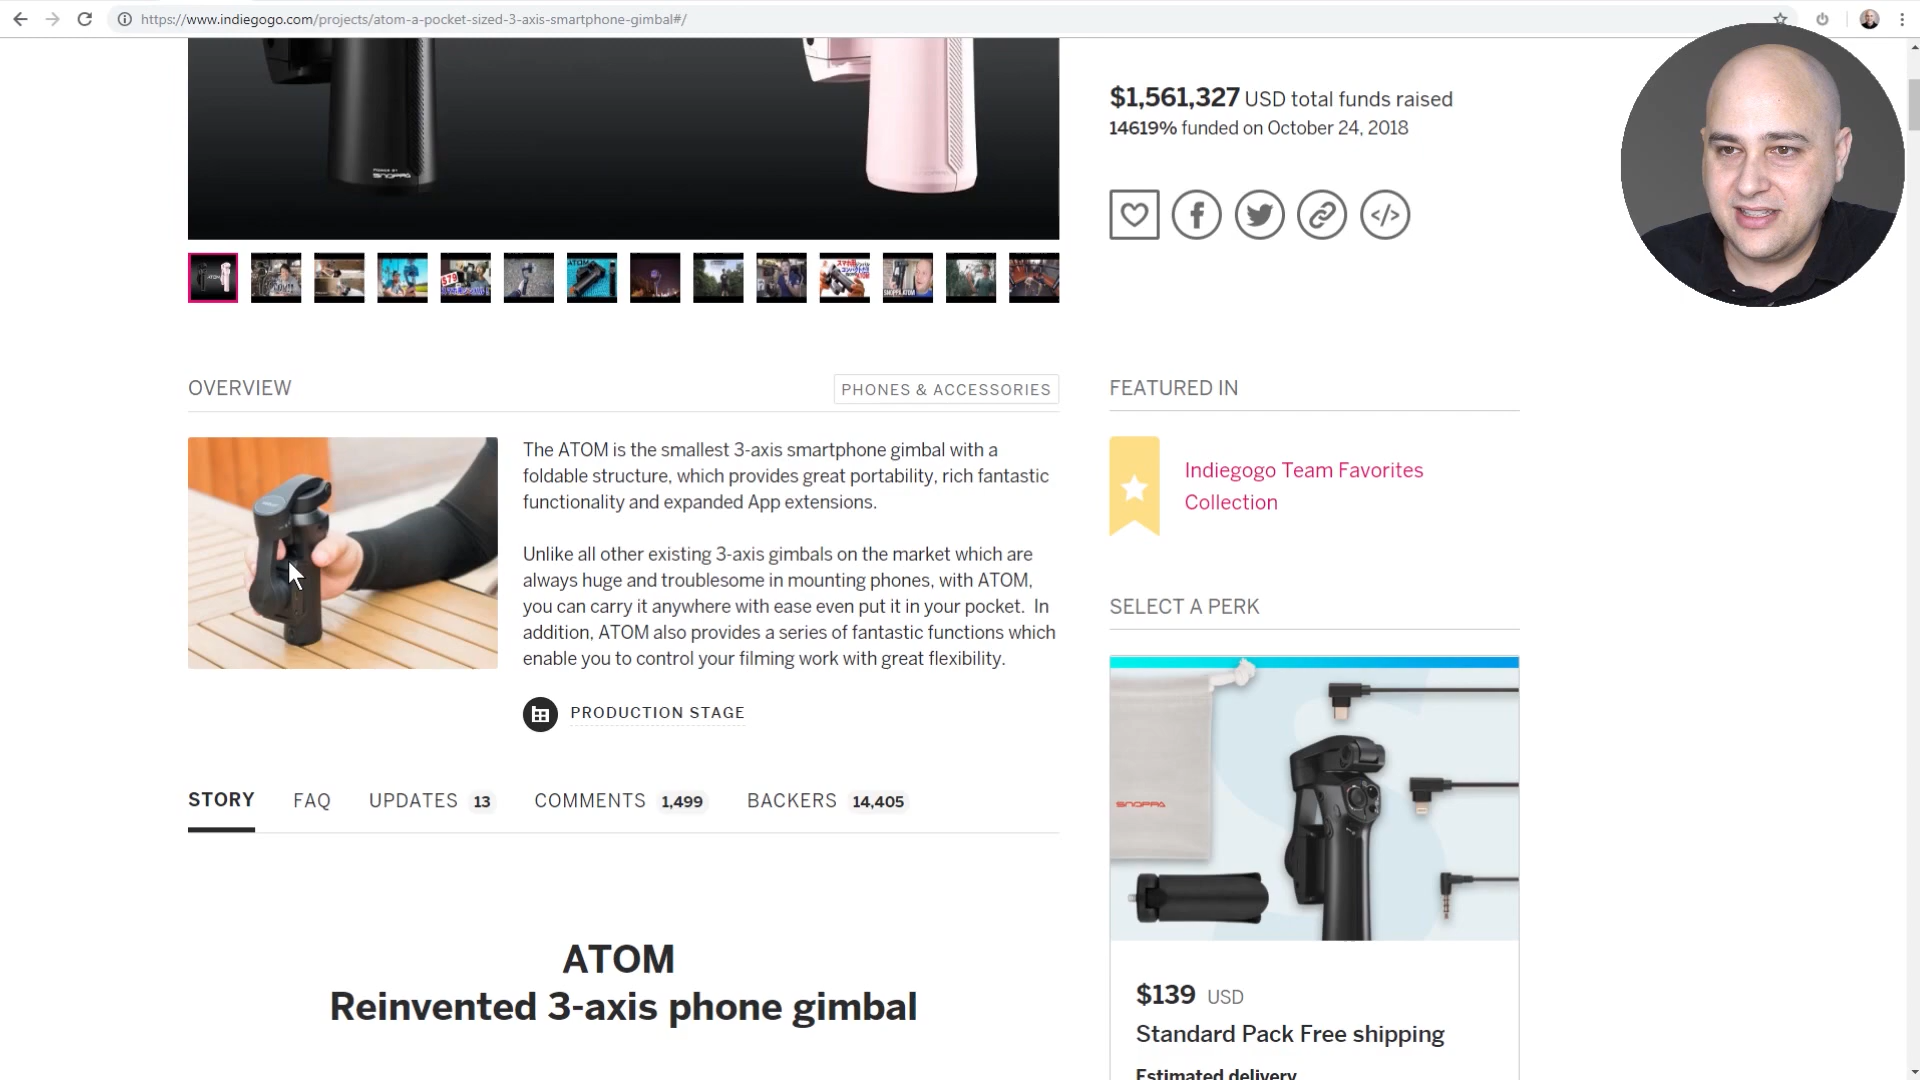 https://www.indiegogo.com/projects/atom-a-pocket-sized-3-axis-smartphone-gimbal#/
$1,561,327 USD total funds raised
14619% funded on October 24, 2018
POWER BY
SNOPPA
OVERVIEW
PHONES & ACCESSORIES
The ATOM is the smallest 3-axis smartphone gimbal with a
foldable structure, which provides great portability, rich fantastic
functionality and expanded App extensions.
Unlike all other existing 3-axis gimbals on the market which are
always huge and troublesome in mounting phones, with ATOM,
you can carry it anywhere with ease even put it in your pocket. In
addition, ATOM also provides a series of fantastic functions which
enable you to control your filming work with great flexibility.
PRODUCTION STAGE
FEATURED IN
Indiegogo Team Favorites
Collection
SELECT A PERK
SNOPPA
STORY FAQ UPDATES 13 COMMENTS 1,499 BACKERS 14,405
ATOM
Reinvented 3-axis phone gimbal
$139 USD
Standard Pack Free shipping
Estimated delivery